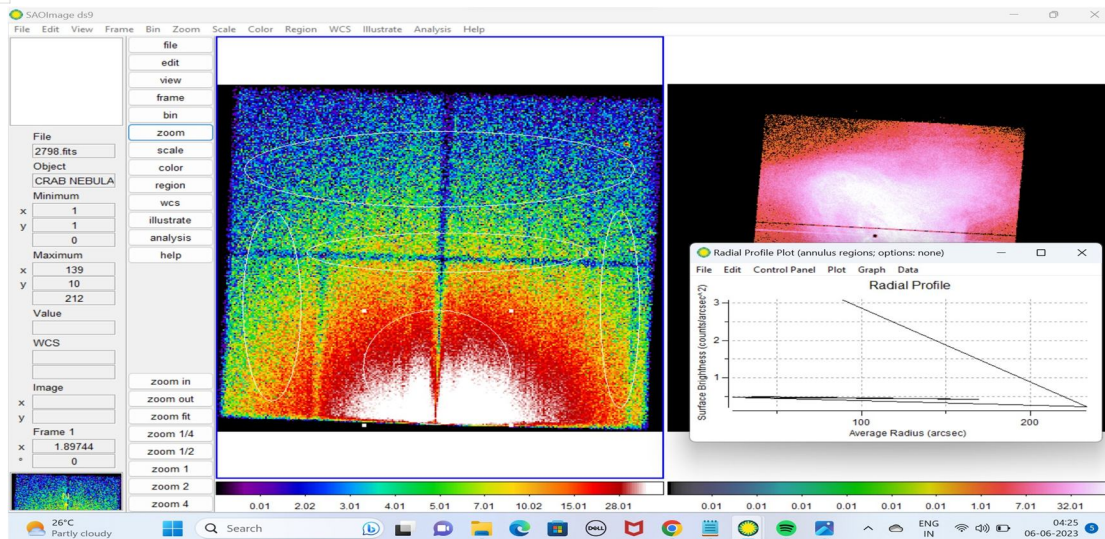 SAOImage ds9
File Edit View Frame Bin Zoom Scale Color Region WCS Illustrate Analysis Help
File
2798.fits
Object
CRAB NEBULA
Minimum
x 1
y 1
0
Maximum
x 139
y 10
212
Value
WCS
Image
x
y
Frame 1
x 1.89744
° 0
file
edit
view
frame
bin
zoom
scale
color
region
wcs
illustrate
analysis
help
zoom in
zoom out
zoom fit
zoom 1/4
zoom 1/2
zoom 1
zoom 2
zoom 4
Radial Profile Plot (annulus regions; options: none)
File Edit Control Panel Plot Graph Data
Radial Profile
Surface Brightness (counts/arcsec^2)
3
2
1
100 200
Average Radius (arcsec)
0.01 2.02 3.01 4.01 5.01 7.01 10.02 15.01 28.01
0.01 0.01 0.01 0.01 0.01 0.01 1.01 7.01 32.01
26°C
Partly cloudy
Search
DELL
ENG
IN
04:25
06-06-2023
5